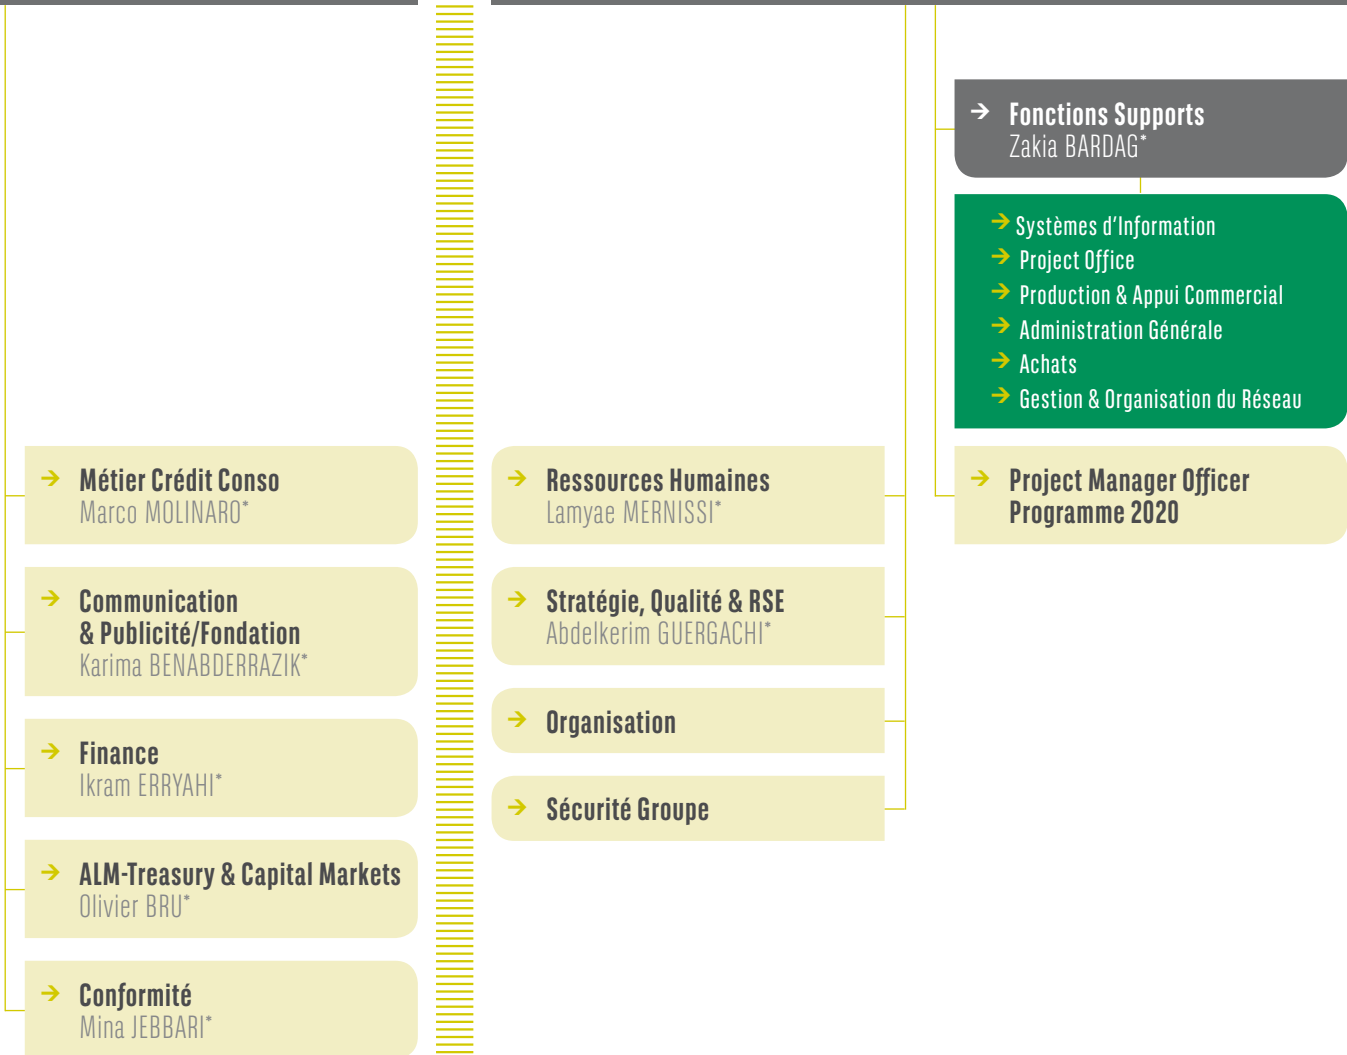 Fonctions Supports
Zakia BARDAG*
Systèmes d'Information
Project Office
Production & Appui Commercial
Administration Générale
Achats
Gestion & Organisation du Réseau
Métier Crédit Conso
Marco MOLINARO*
Communication
& Publicité/Fondation
Karima BENABDERRAZIK*
Finance
Ikram ERRYAHI*
ALM-Treasury & Capital Markets
Olivier BRU*
Conformité
Mina JEBBARI*
Ressources Humaines
Lamyae MERNISSI*
Stratégie, Qualité & RSE
Abdelkerim GUERGACHI*
Organisation
Sécurité Groupe
Project Manager Officer
Programme 2020